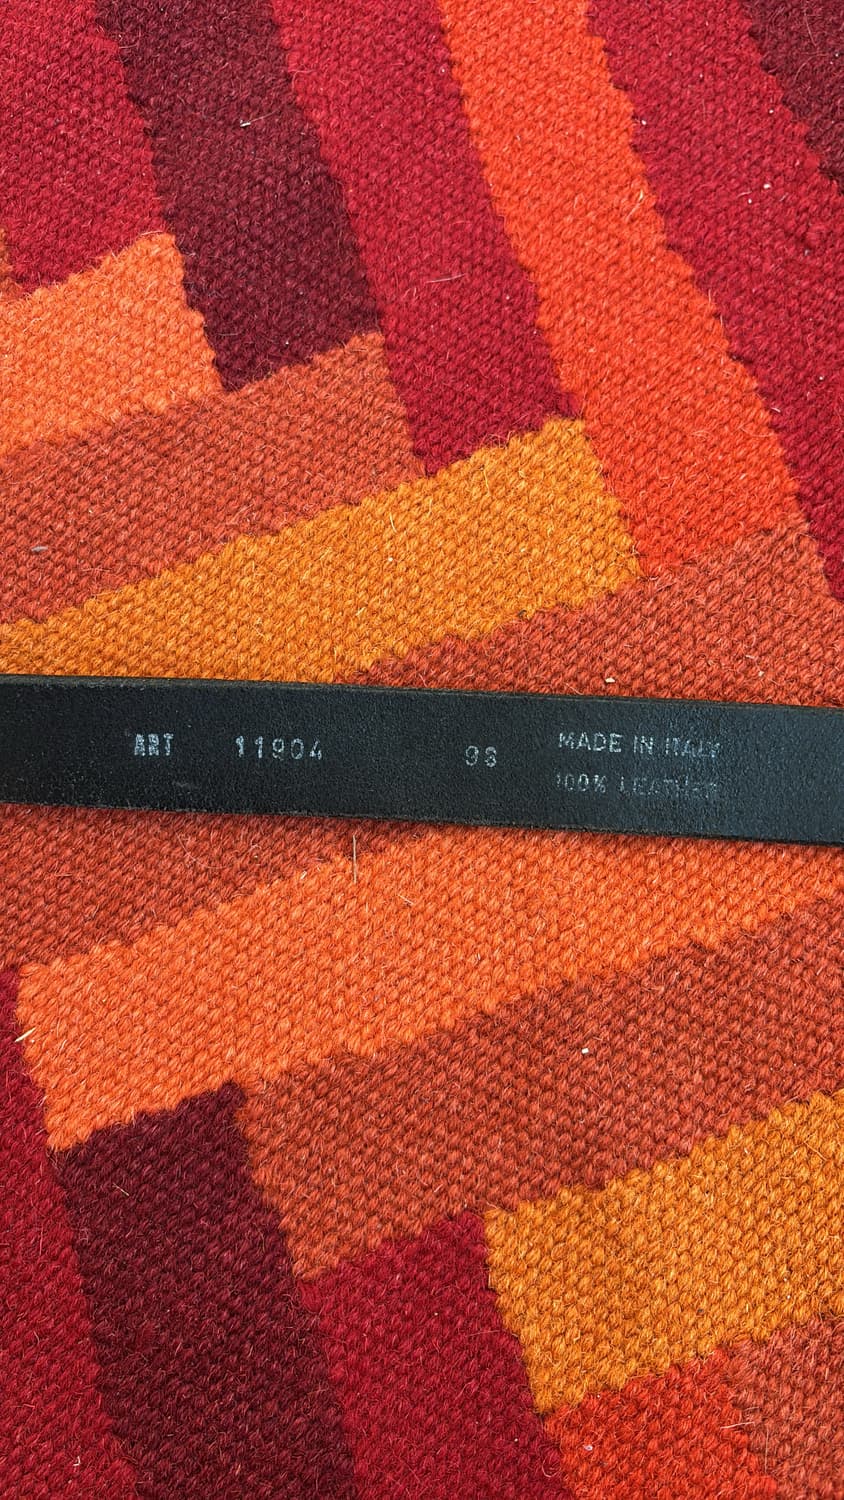 ART 11904 98 MADE IN ITALY
100% LEATHER